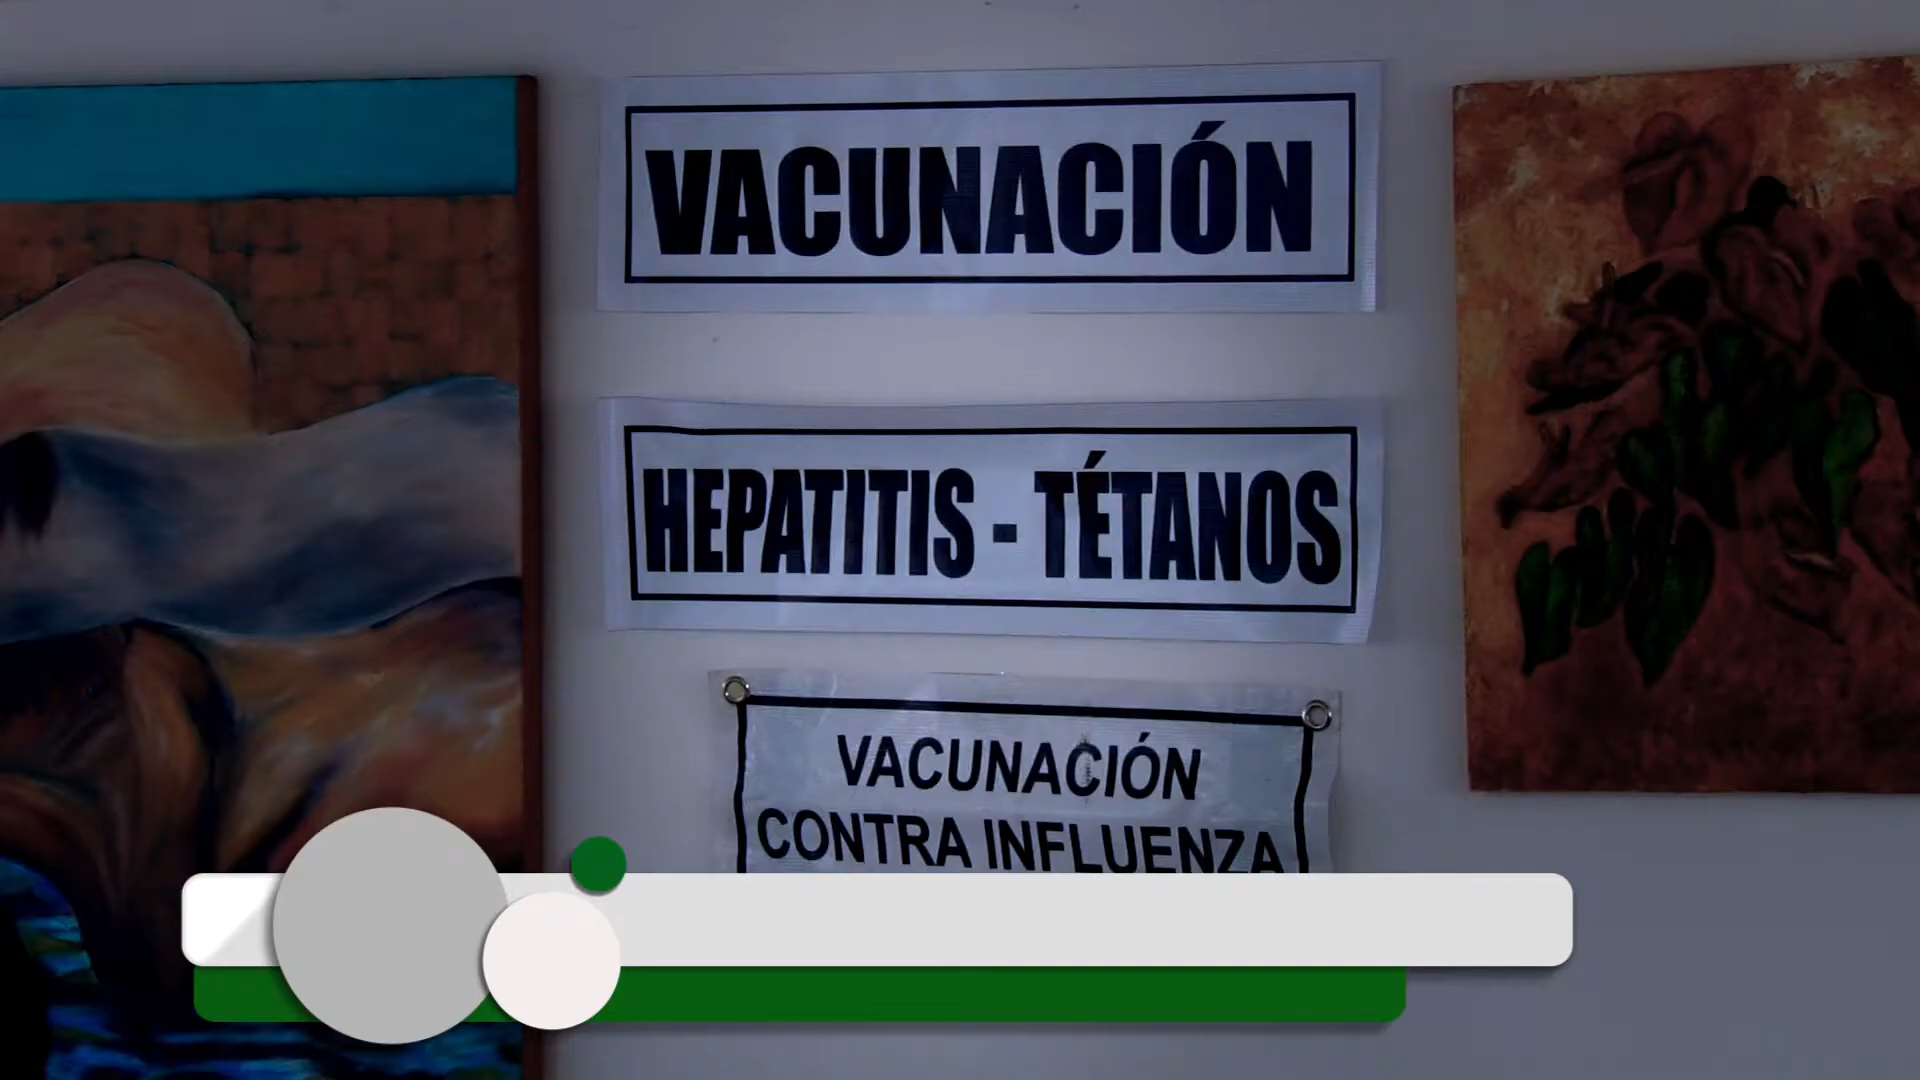 VACUNACIÓN
HEPATITIS - TÉTANOS
VACUNACIÓN
CONTRA INFLUENZA